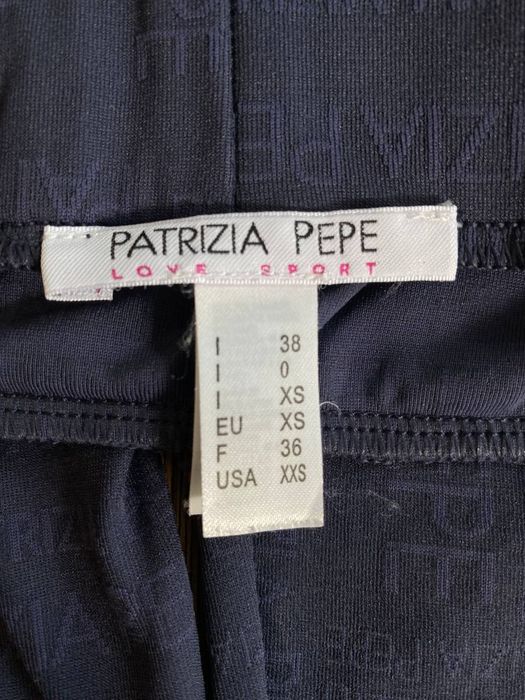 PATRIZIA PEPE
LOVE SPORT
I 38
I 0
I XS
EU XS
F 36
USA XXS